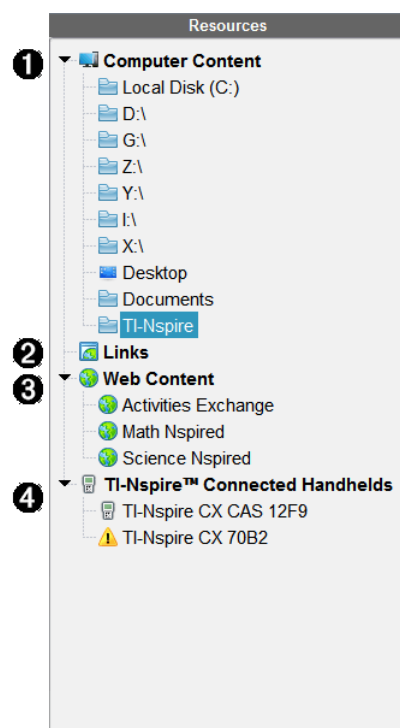 Resources
1 Computer Content
Local Disk (C:)
D:\
G:\
Z:\
Y:\
I:\
X:\
Desktop
Documents
TI-Nspire
2 Links
3 Web Content
Activities Exchange
Math Nspired
Science Nspired
4 TI-Nspire™ Connected Handhelds
TI-Nspire CX CAS 12F9
TI-Nspire CX 70B2